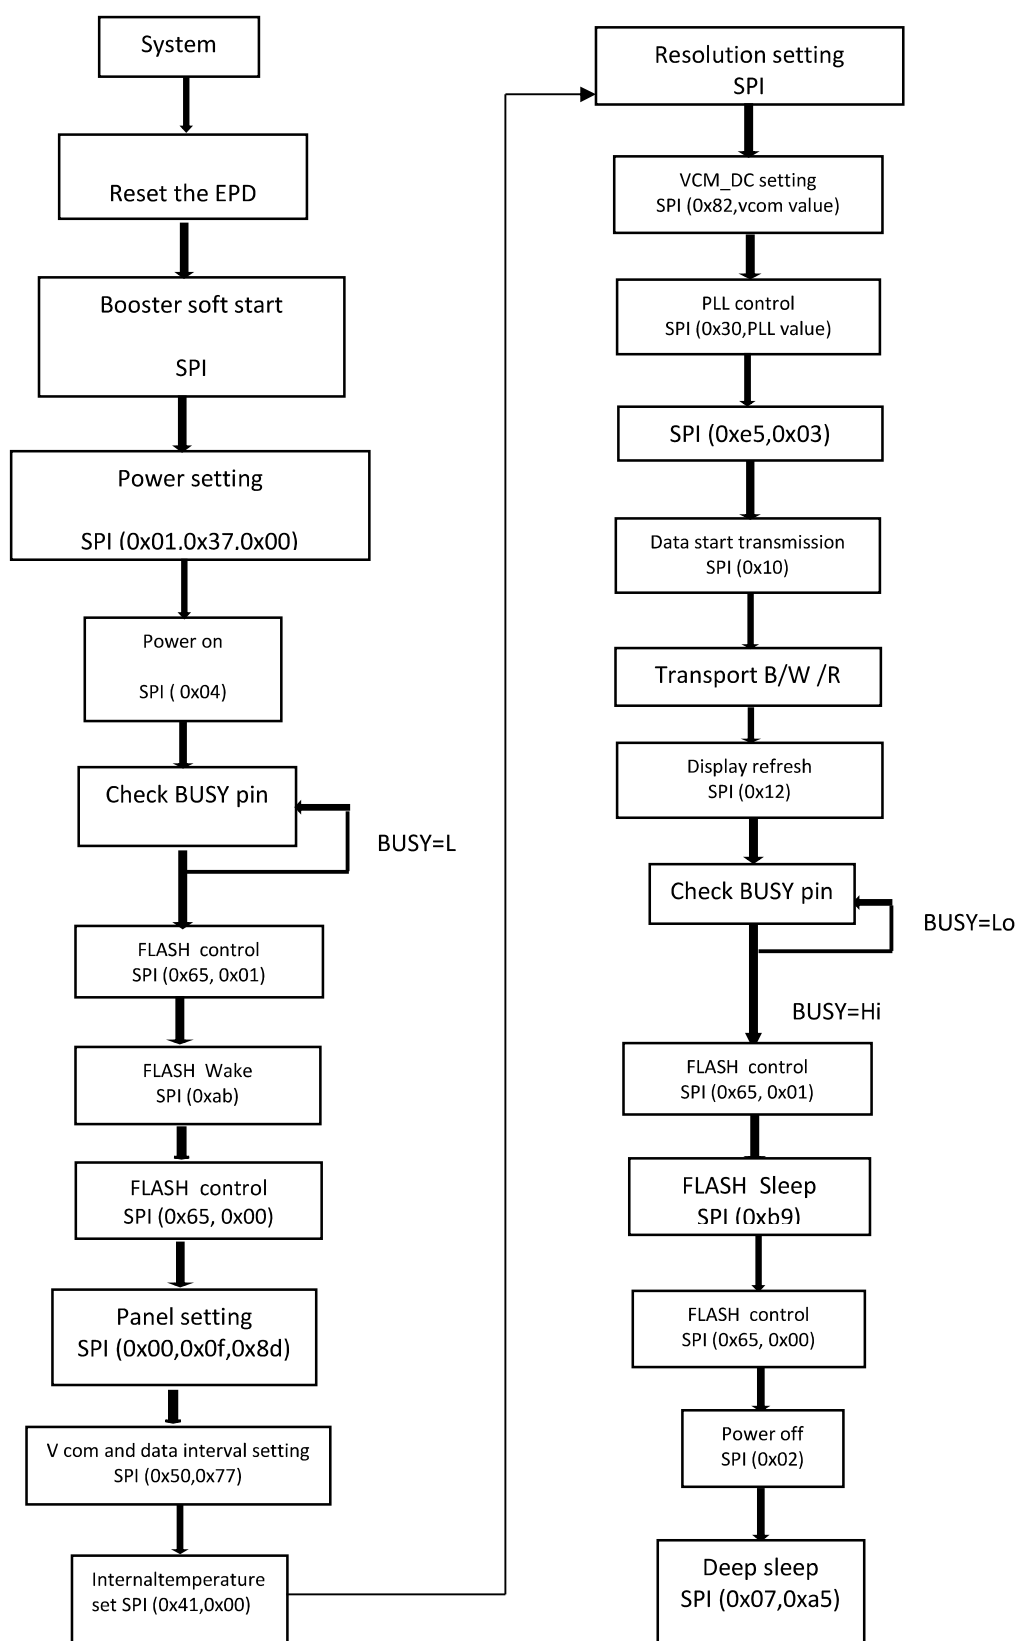 System
Reset the EPD
Booster soft start
SPI
Power setting
SPI (0x01,0x37,0x00)
Power on
SPI ( 0x04)
Check BUSY pin
BUSY=L
FLASH control
SPI (0x65, 0x01)
FLASH Wake
SPI (0xab)
FLASH control
SPI (0x65, 0x00)
Panel setting
SPI (0x00,0x0f,0x8d)
V com and data interval setting
SPI (0x50,0x77)
Internaltemperature
set SPI (0x41,0x00)
Resolution setting
SPI
VCM_DC setting
SPI (0x82,vcom value)
PLL control
SPI (0x30,PLL value)
SPI (0xe5,0x03)
Data start transmission
SPI (0x10)
Transport B/W /R
Display refresh
SPI (0x12)
Check BUSY pin
BUSY=Lo
BUSY=Hi
FLASH control
SPI (0x65, 0x01)
FLASH Sleep
SPI (0xb9)
FLASH control
SPI (0x65, 0x00)
Power off
SPI (0x02)
Deep sleep
SPI (0x07,0xa5)